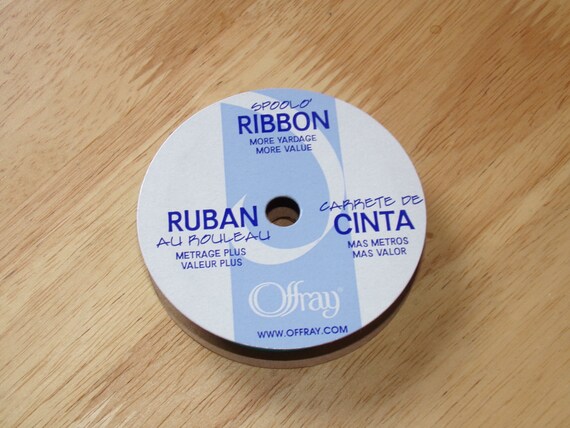 SPOOLO'
RIBBON
MORE YARDAGE
MORE VALUE
RUBAN
AU ROULEAU
METRAGE PLUS
VALEUR PLUS
CARRETE DE
CINTA
MAS METROS
MAS VALOR
Offray®
WWW.OFFRAY.COM